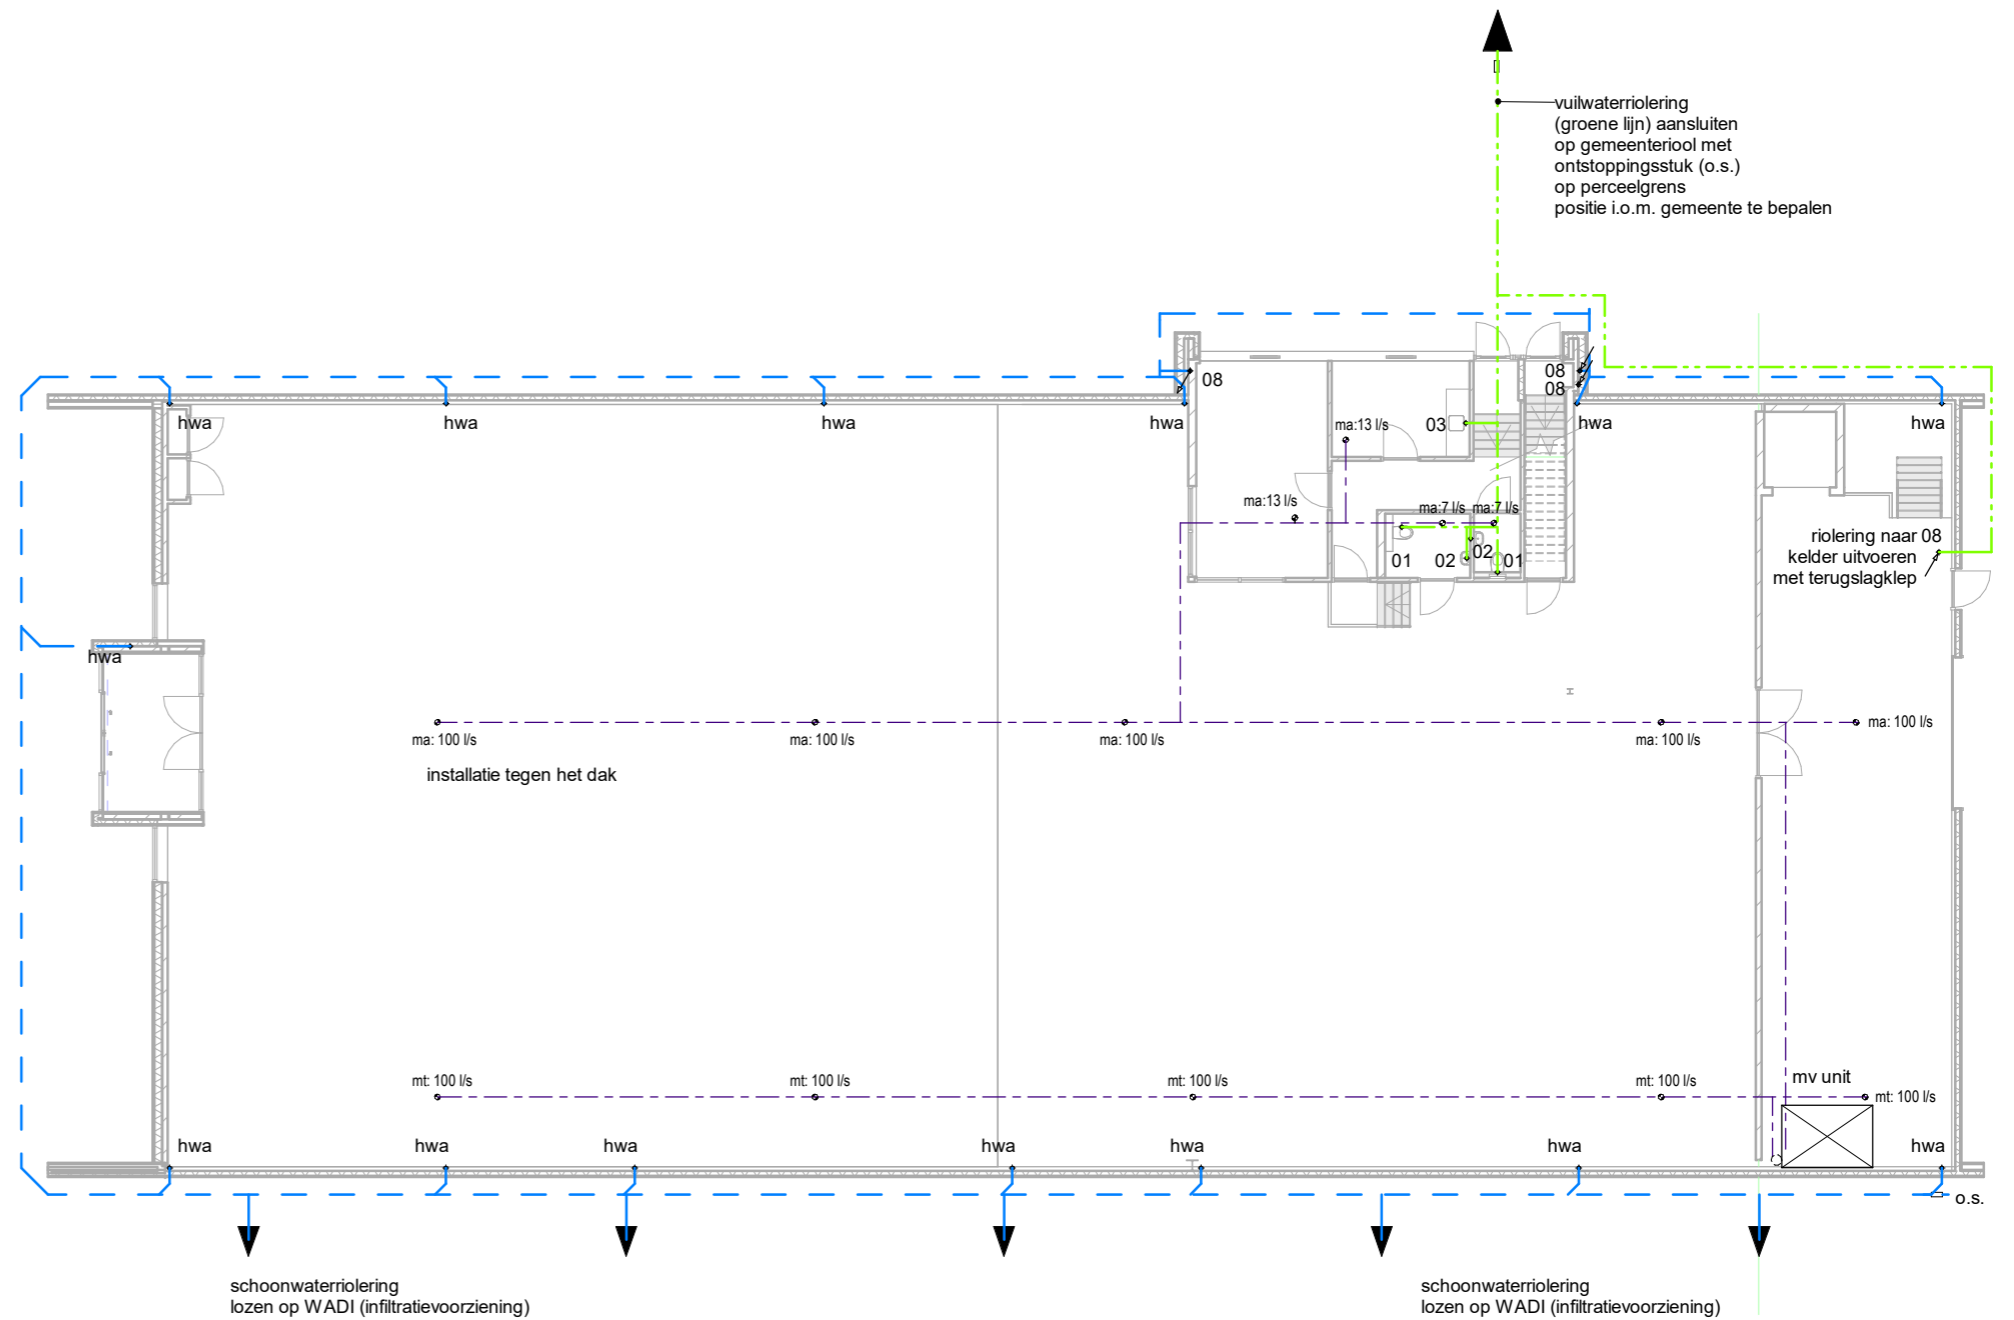 vuilwaterriolering
(groene lijn) aansluiten
op gemeenteriool met
ontstoppingsstuk (o.s.)
op perceelgrens
positie i.o.m. gemeente te bepalen
08
08
08
hwa
hwa
hwa
hwa
hwa
hwa
ma:13 l/s
03
ma:13 l/s
ma:7 l/s
ma:7 l/s
01
02
02
01
riolering naar 08
kelder uitvoeren
met terugslagklep
hwa
ma: 100 l/s
ma: 100 l/s
ma: 100 l/s
ma: 100 l/s
ma: 100 l/s
installatie tegen het dak
mt: 100 l/s
mt: 100 l/s
mt: 100 l/s
mt: 100 l/s
mv unit
mt: 100 l/s
hwa
hwa
hwa
hwa
hwa
hwa
hwa
o.s.
schoonwaterriolering
lozen op WADI (infiltratievoorziening)
schoonwaterriolering
lozen op WADI (infiltratievoorziening)